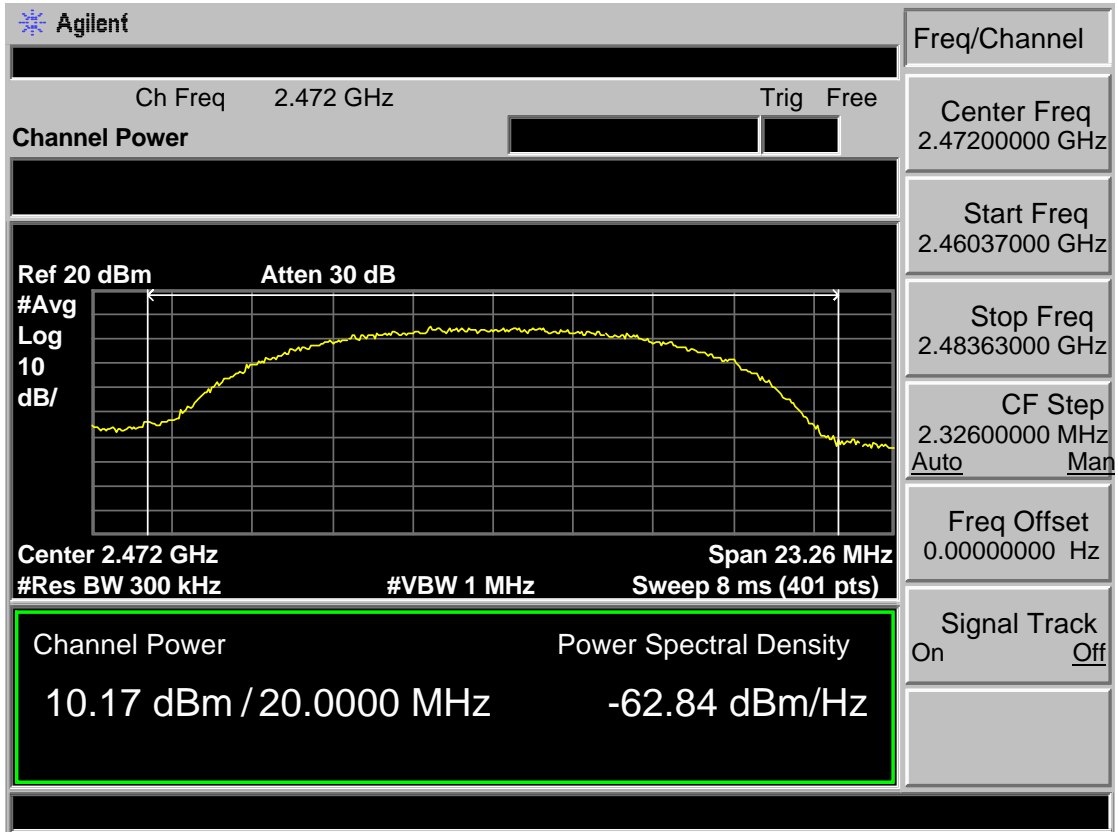 Agilent
Freq/Channel
Ch Freq 2.472 GHz Trig Free
Channel Power
Center Freq
2.47200000 GHz
Start Freq
2.46037000 GHz
Stop Freq
2.48363000 GHz
CF Step
2.32600000 MHz
Auto Man
Freq Offset
0.00000000 Hz
Signal Track
On Off
Ref 20 dBm Atten 30 dB
#Avg
Log
10
dB/
Center 2.472 GHz Span 23.26 MHz
#Res BW 300 kHz #VBW 1 MHz Sweep 8 ms (401 pts)
Channel Power Power Spectral Density
10.17 dBm / 20.0000 MHz -62.84 dBm/Hz